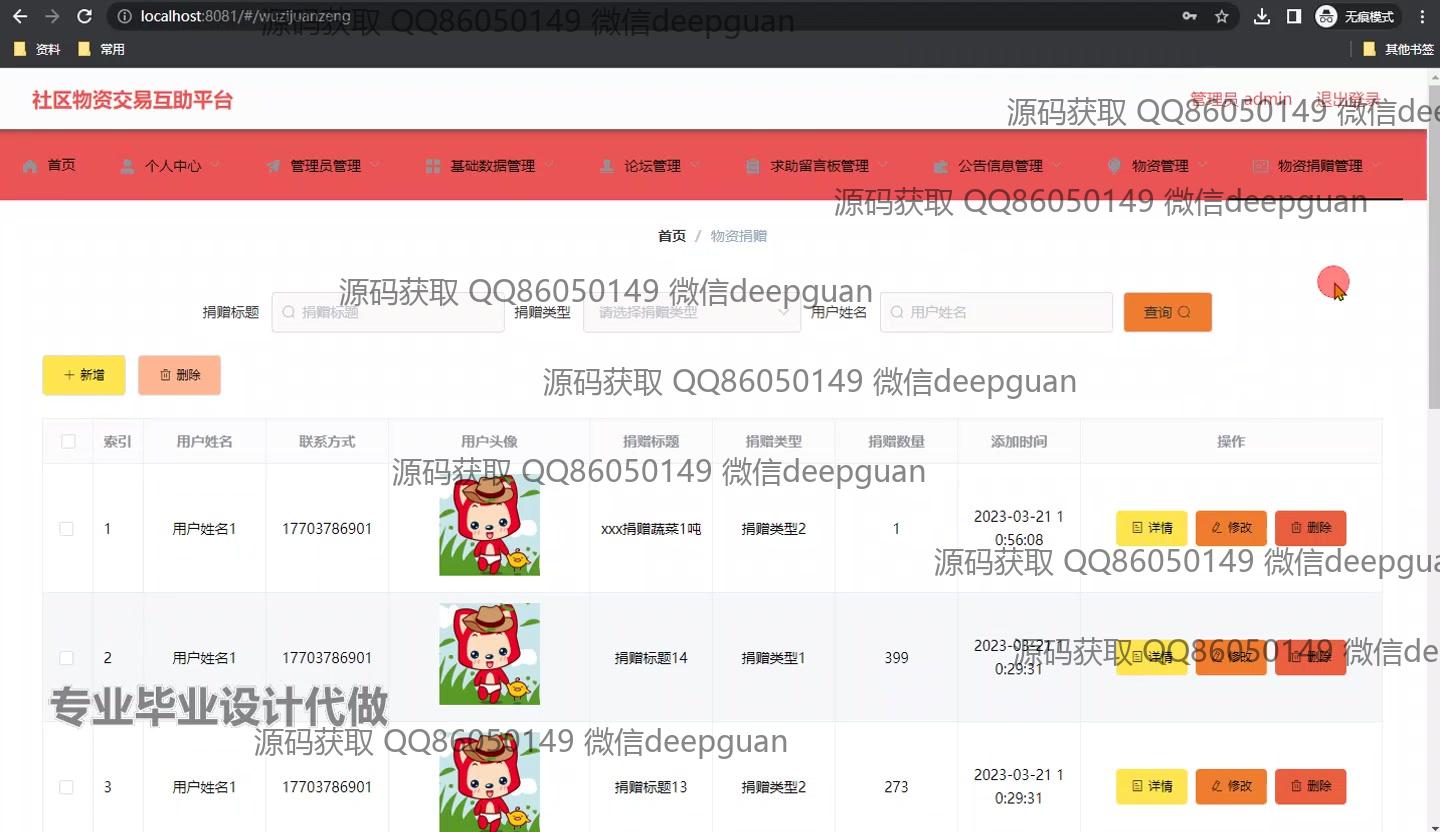 localhost:8081/#/wuzijuanzeng
源码获取 QQ86050149 微信deepguan
无痕模式
资料
常用
其他书签
社区物资交易互助平台
管理员 admin
退出登录
源码获取 QQ86050149 微信dee
首页
个人中心
管理员管理
基础数据管理
论坛管理
求助留言板管理
公告信息管理
物资管理
物资捐赠管理
源码获取 QQ86050149 微信deepguan
首页 / 物资捐赠
源码获取 QQ86050149 微信deepguan
捐赠标题
捐赠标题
捐赠类型
请选择捐赠类型
用户姓名
用户姓名
查询
+ 新增
删除
源码获取 QQ86050149 微信deepguan
索引 用户姓名 联系方式 用户头像 捐赠标题 捐赠类型 捐赠数量 添加时间 操作
源码获取 QQ86050149 微信deepguan
1 用户姓名1 17703786901 xxx捐赠蔬菜1吨 捐赠类型2 1 2023-03-21 1
0:56:08
详情 修改 删除
源码获取 QQ86050149 微信deepgua
2 用户姓名1 17703786901 捐赠标题14 捐赠类型1 399 2023-03-21 1
0:29:31
详情 修改 删除
源码获取 QQ86050149 微信de
专业毕业设计代做
源码获取 QQ86050149 微信deepguan
3 用户姓名1 17703786901 捐赠标题13 捐赠类型2 273 2023-03-21 1
0:29:31
详情 修改 删除